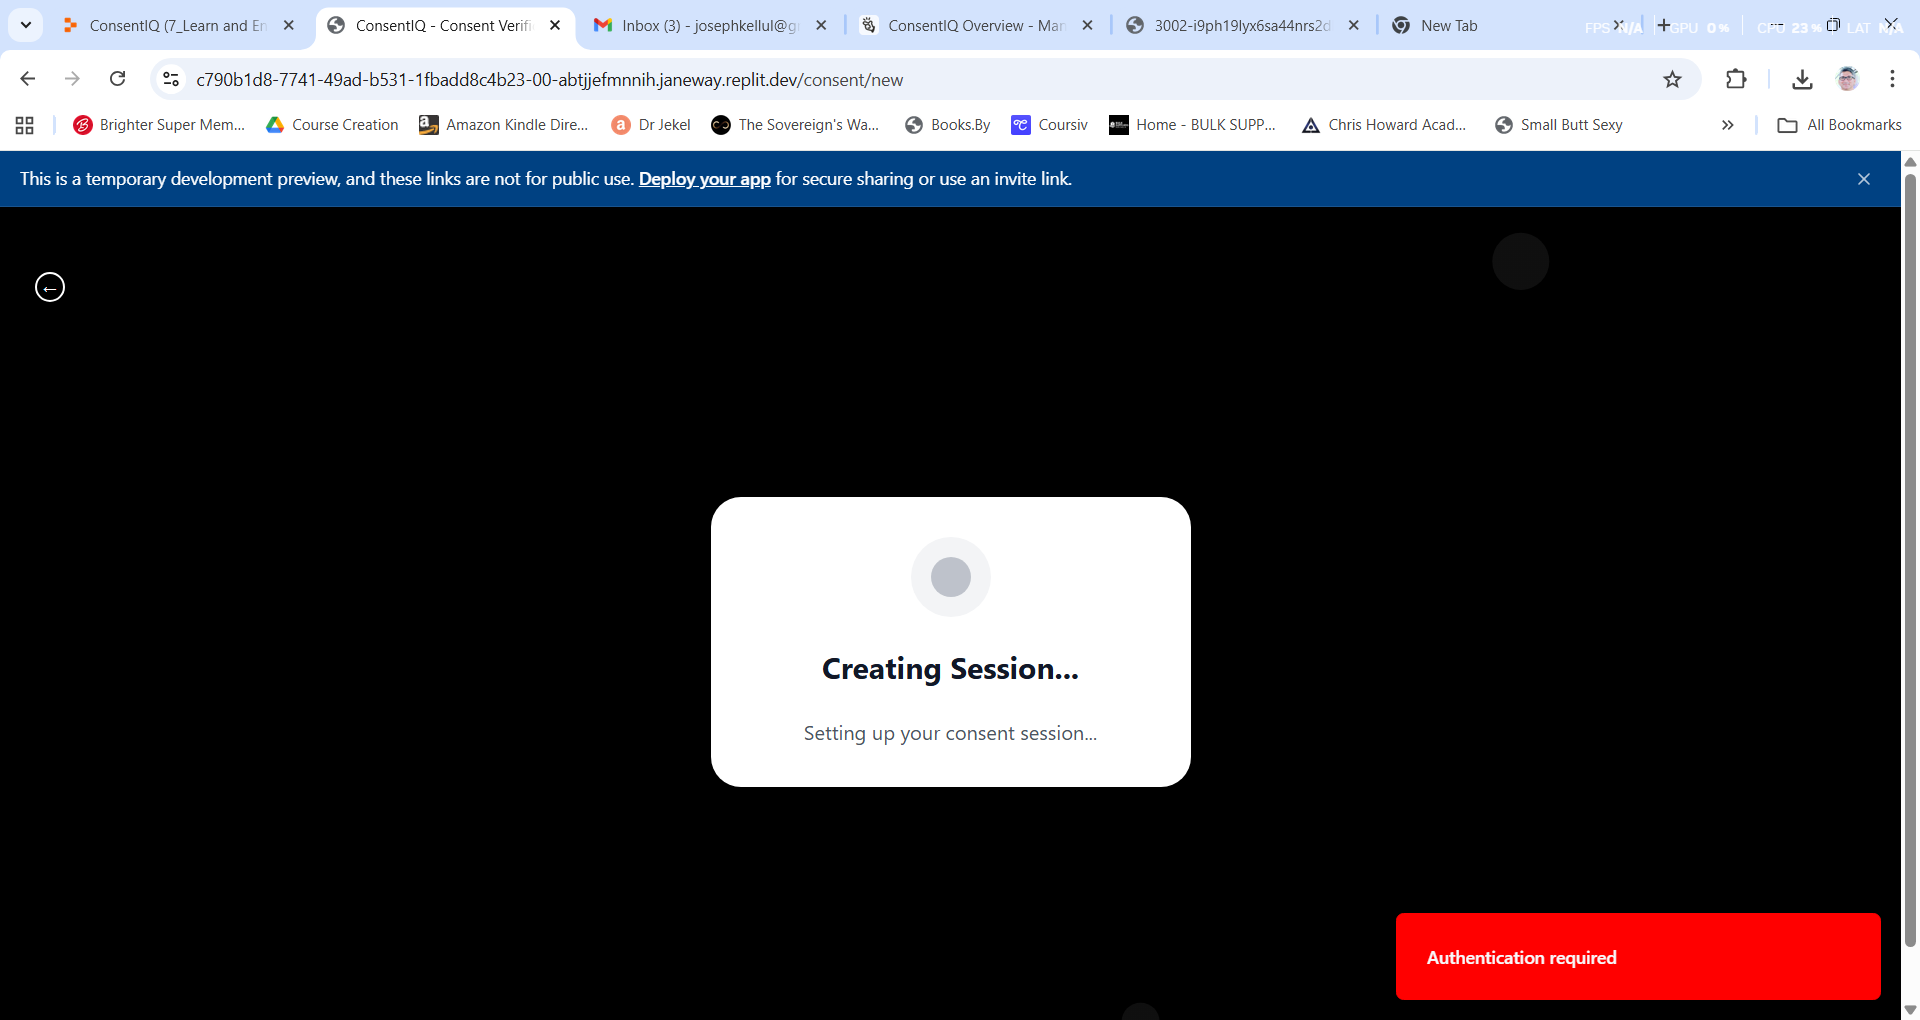 ConsentIQ (7_Learn and En
ConsentIQ - Consent Verifi
Inbox (3) - josephkellul@g
ConsentIQ Overview - Man
3002-i9ph19lyx6sa44nrs2d
New Tab
FPS N/A GPU 0% CPU 23% LAT N/A
c790b1d8-7741-49ad-b531-1fbadd8c4b23-00-abtjjefmnnih.janeway.replit.dev/consent/new
Brighter Super Mem...
Course Creation
Amazon Kindle Dire...
Dr Jekel
The Sovereign's Wa...
Books.By
Coursiv
Home - BULK SUPP...
Chris Howard Acad...
Small Butt Sexy
All Bookmarks
This is a temporary development preview, and these links are not for public use. Deploy your app for secure sharing or use an invite link.
Creating Session...
Setting up your consent session...
Authentication required